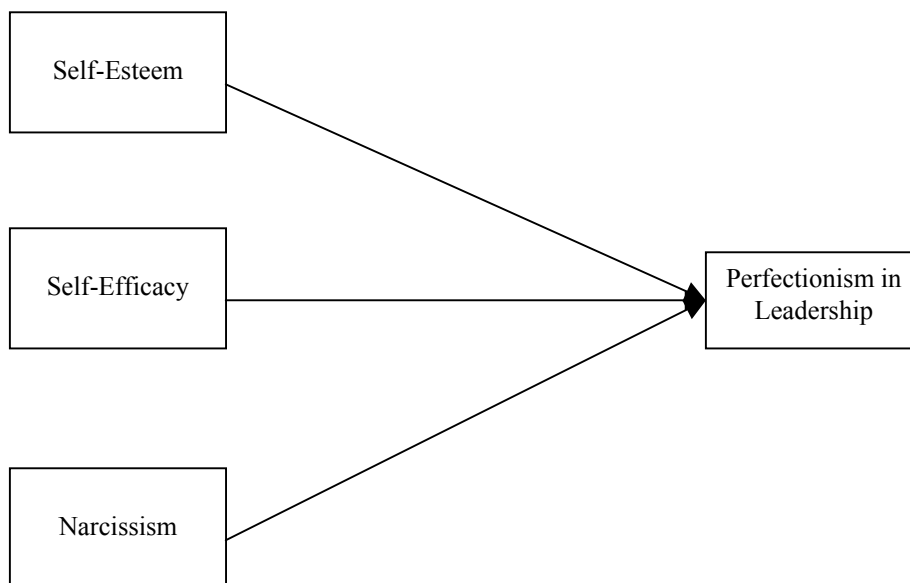 Self-Esteem
Self-Efficacy
Perfectionism in
Leadership
Narcissism